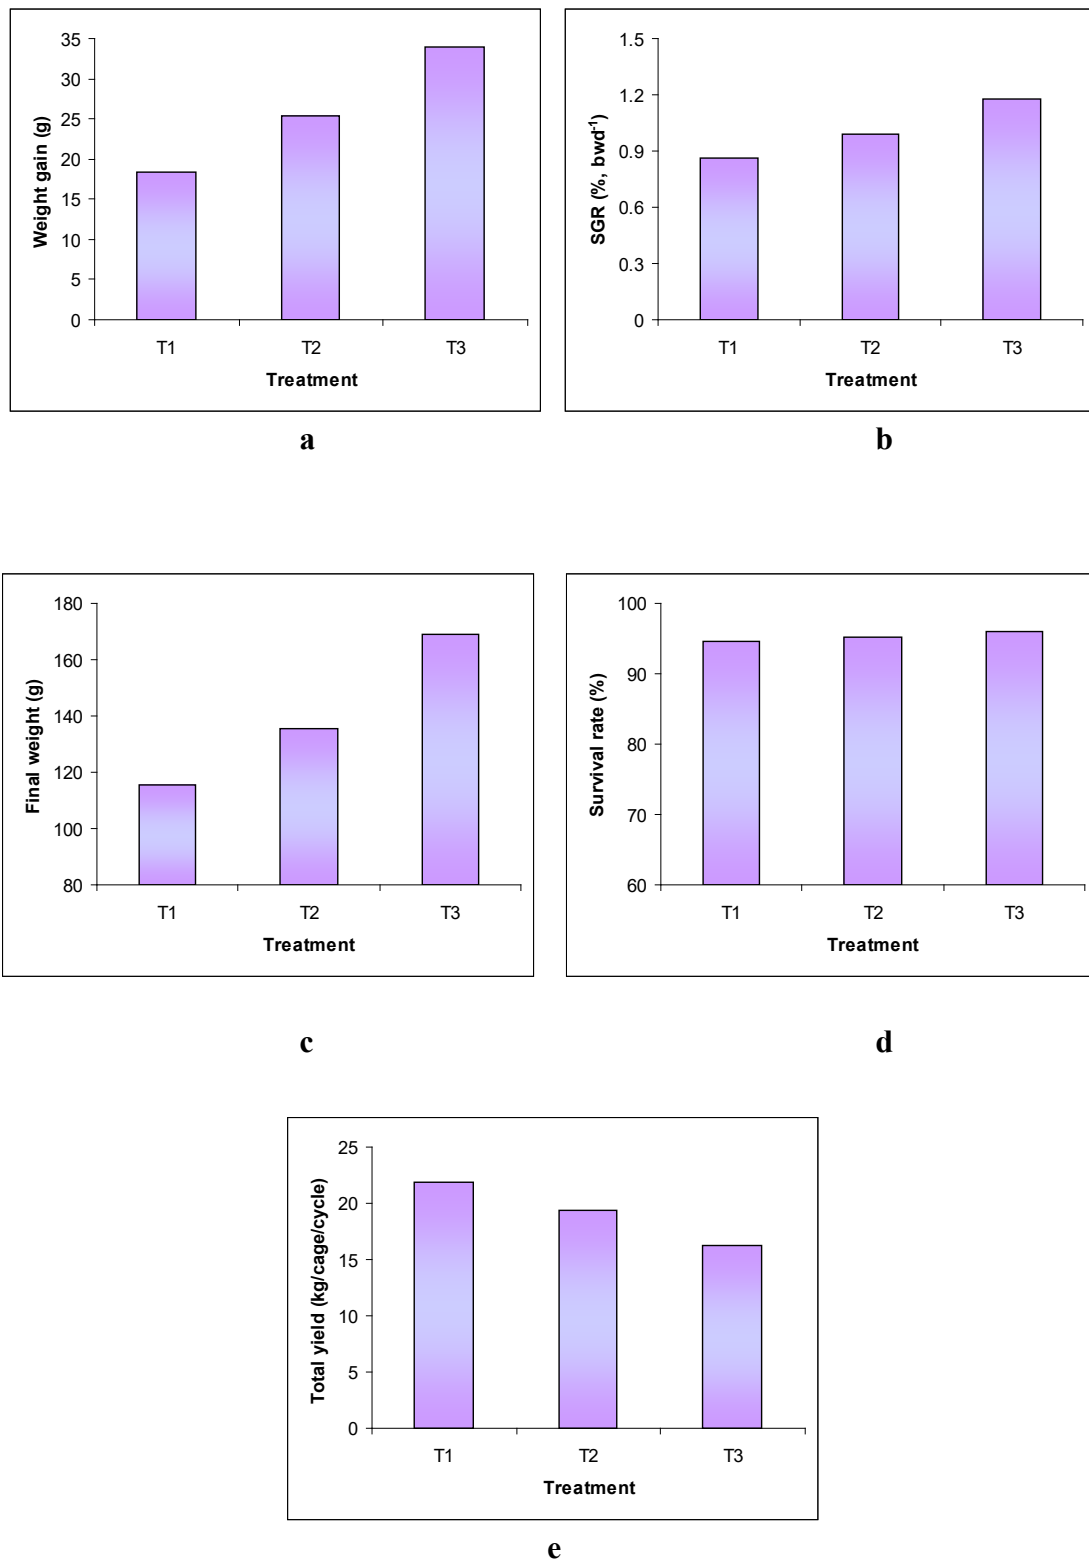 35
30
25
20
15
10
5
0
Weight gain (g)
T1 T2 T3
Treatment
a
1.5
1.2
0.9
0.6
0.3
0
SGR (%, bwd⁻¹)
T1 T2 T3
Treatment
b
180
160
140
120
100
80
Final weight (g)
T1 T2 T3
Treatment
c
100
90
80
70
60
Survival rate (%)
T1 T2 T3
Treatment
d
25
20
15
10
5
0
Total yield (kg/cage/cycle)
T1 T2 T3
Treatment
e